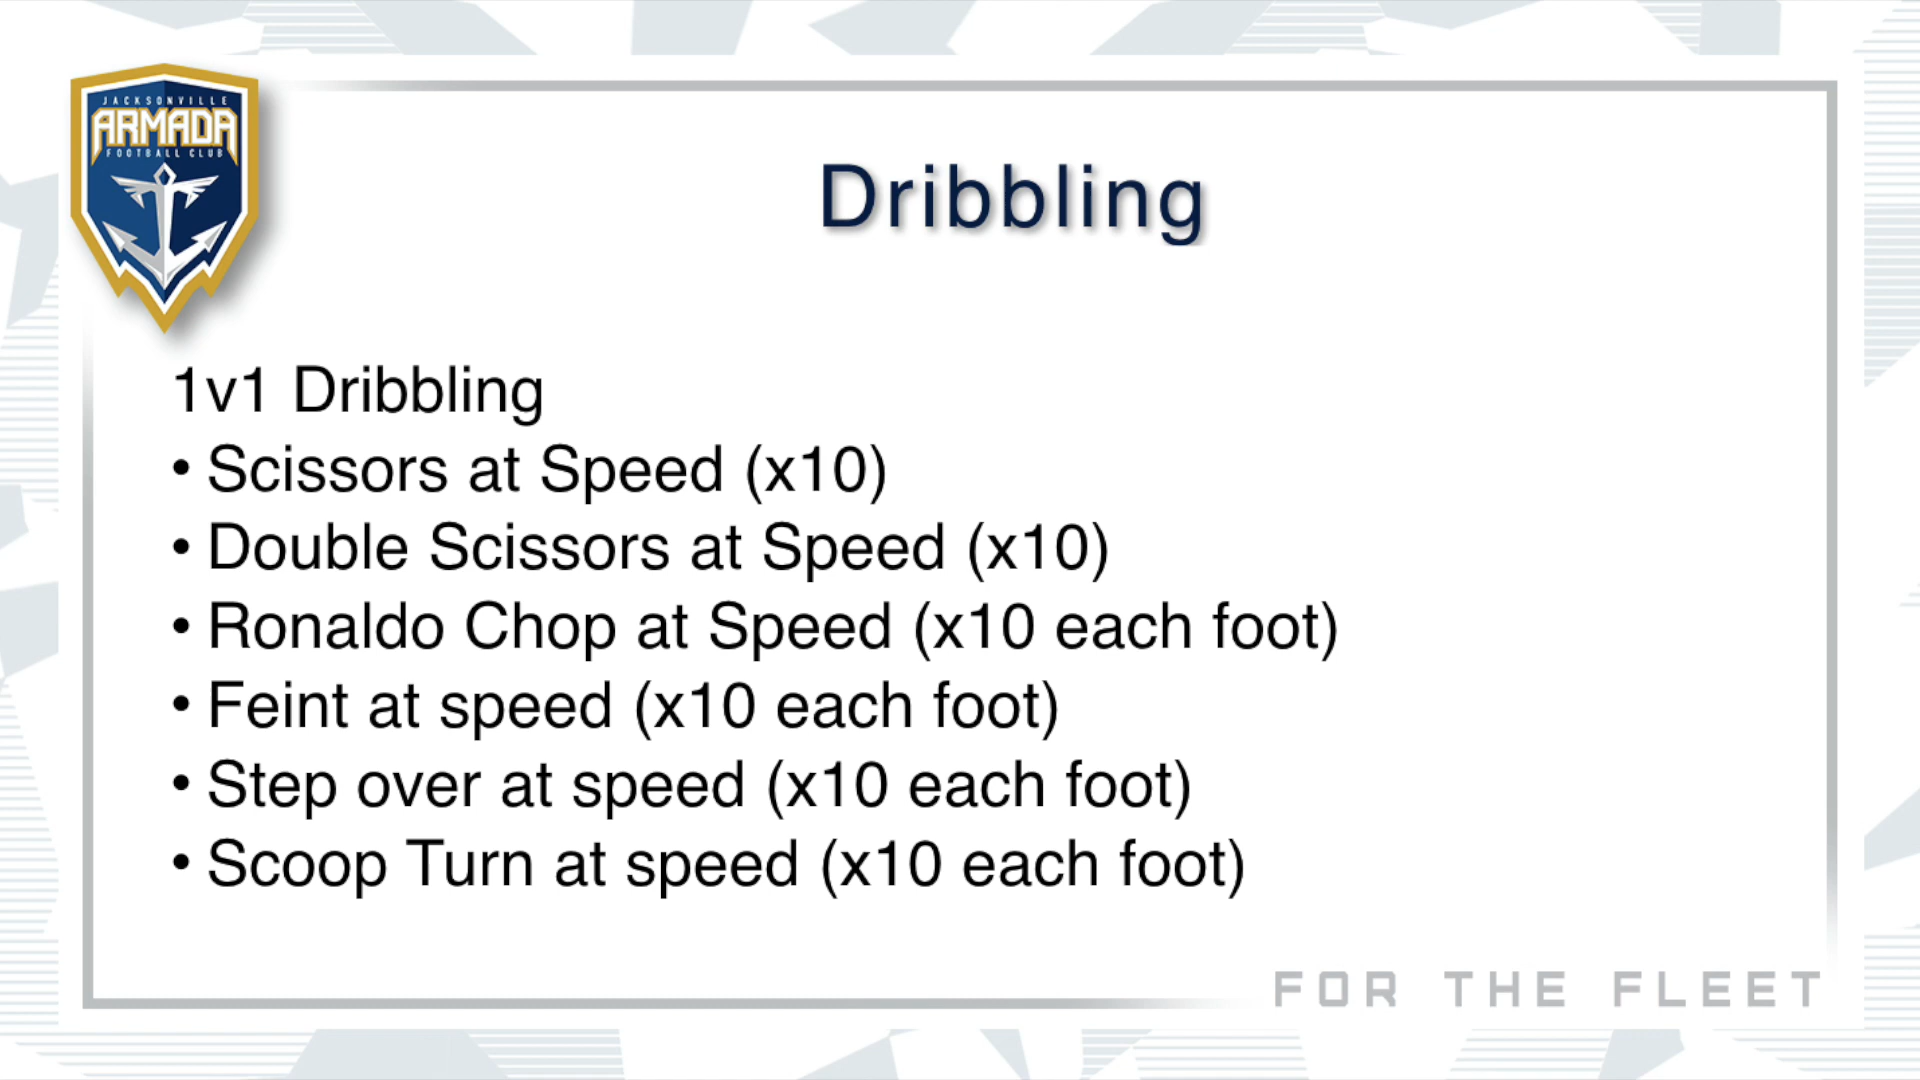 JACKSONVILLE
ARMADA
FOOTBALL CLUB
Dribbling
1v1 Dribbling
• Scissors at Speed (x10)
• Double Scissors at Speed (x10)
• Ronaldo Chop at Speed (x10 each foot)
• Feint at speed (x10 each foot)
• Step over at speed (x10 each foot)
• Scoop Turn at speed (x10 each foot)
FOR THE FLEET